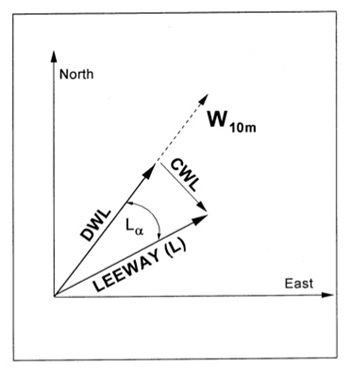 North
W10m
CWL
DWL
Lα
LEEWAY (L)
East